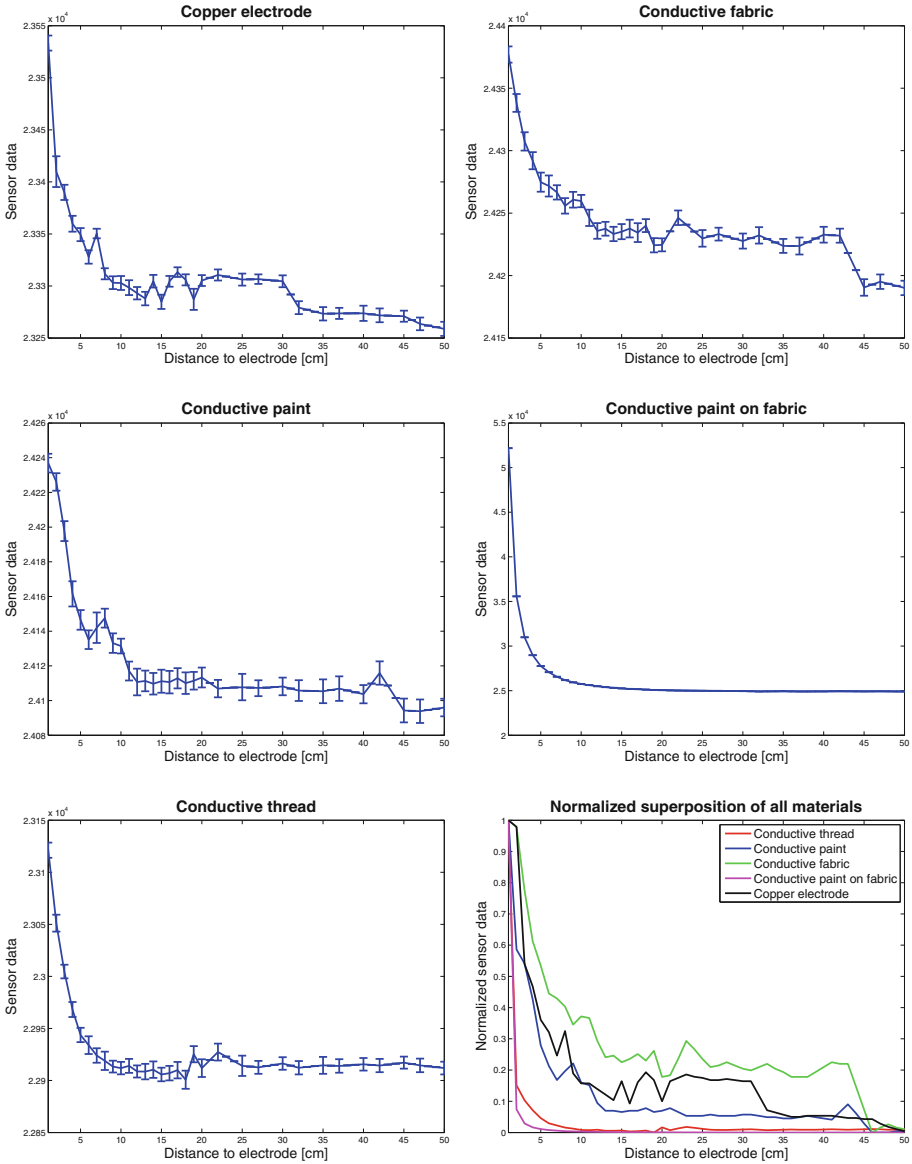 Copper electrode
x 10⁴
2.355
2.35
2.345
2.34
2.335
2.33
2.325
Sensor data
5 10 15 20 25 30 35 40 45 50
Distance to electrode [cm]
Conductive fabric
x 10⁴
2.44
2.435
2.43
2.425
2.42
2.415
Sensor data
5 10 15 20 25 30 35 40 45 50
Distance to electrode [cm]
Conductive paint
x 10⁴
2.426
2.424
2.422
2.42
2.418
2.416
2.414
2.412
2.41
2.408
Sensor data
5 10 15 20 25 30 35 40 45 50
Distance to electrode [cm]
Conductive paint on fabric
x 10⁴
5.5
5
4.5
4
3.5
3
2.5
2
Sensor data
5 10 15 20 25 30 35 40 45 50
Distance to electrode [cm]
Conductive thread
x 10⁴
2.315
2.31
2.305
2.3
2.295
2.29
2.285
Sensor data
5 10 15 20 25 30 35 40 45 50
Distance to electrode [cm]
Normalized superposition of all materials
1
0.9
0.8
0.7
0.6
0.5
0.4
0.3
0.2
0.1
0
Normalized sensor data
Conductive thread
Conductive paint
Conductive fabric
Conductive paint on fabric
Copper electrode
5 10 15 20 25 30 35 40 45 50
Distance to electrode [cm]